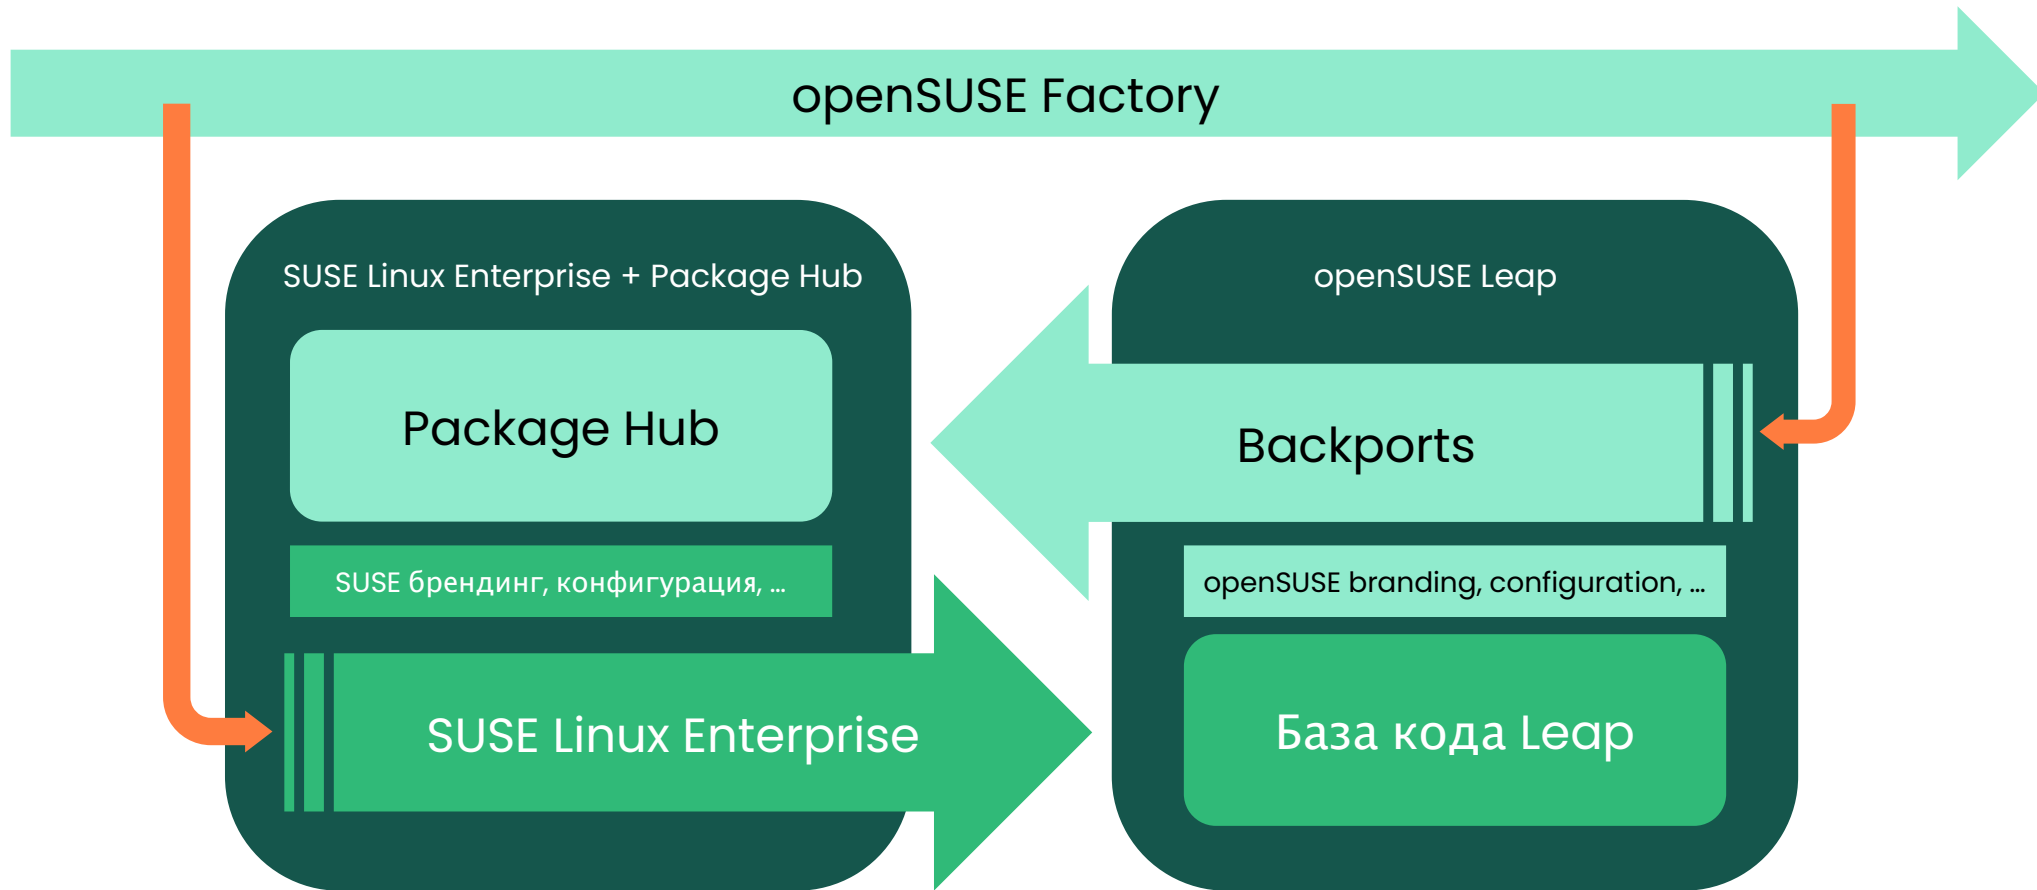 openSUSE Factory
SUSE Linux Enterprise + Package Hub
Package Hub
SUSE брендинг, конфигурация, ...
SUSE Linux Enterprise
openSUSE Leap
Backports
openSUSE branding, configuration, ...
База кода Leap